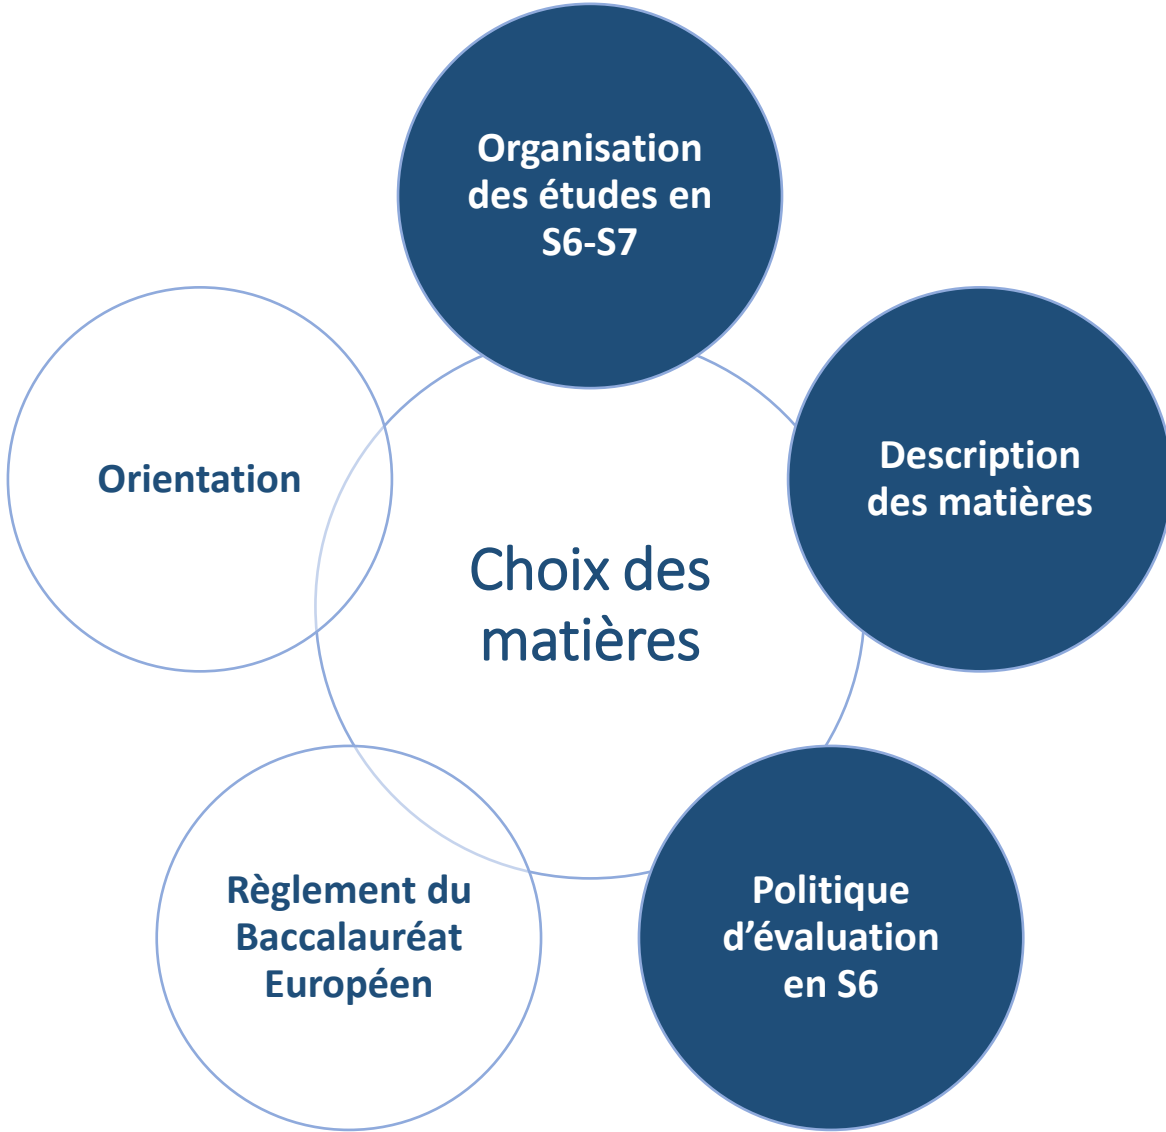 Organisation
des études en
S6-S7
Description
des matières
Politique
d’évaluation
en S6
Règlement du
Baccalauréat
Européen
Orientation
Choix des
matières